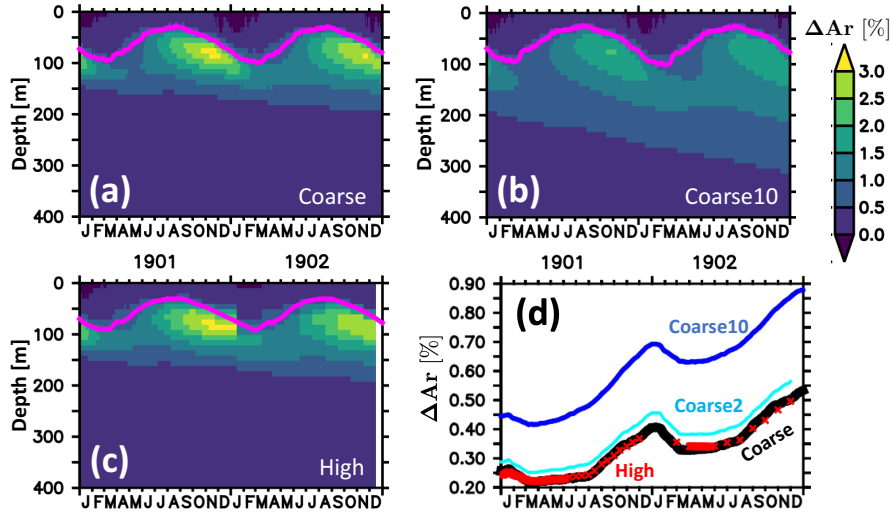 ΔAr [%]
0
100
200
300
400
Depth [m]
(a)
Coarse
J F M A M J J A S O N D J F M A M J J A S O N D
1901 1902
0
100
200
300
400
Depth [m]
(b)
Coarse10
J F M A M J J A S O N D J F M A M J J A S O N D
1901 1902
3.0
2.5
2.0
1.5
1.0
0.5
0.0
0
100
200
300
400
Depth [m]
(c)
High
J F M A M J J A S O N D J F M A M J J A S O N D
0.90
0.80
0.70
0.60
0.50
0.40
0.30
0.20
ΔAr [%]
(d)
Coarse10
Coarse2
Coarse
High
J F M A M J J A S O N D J F M A M J J A S O N D